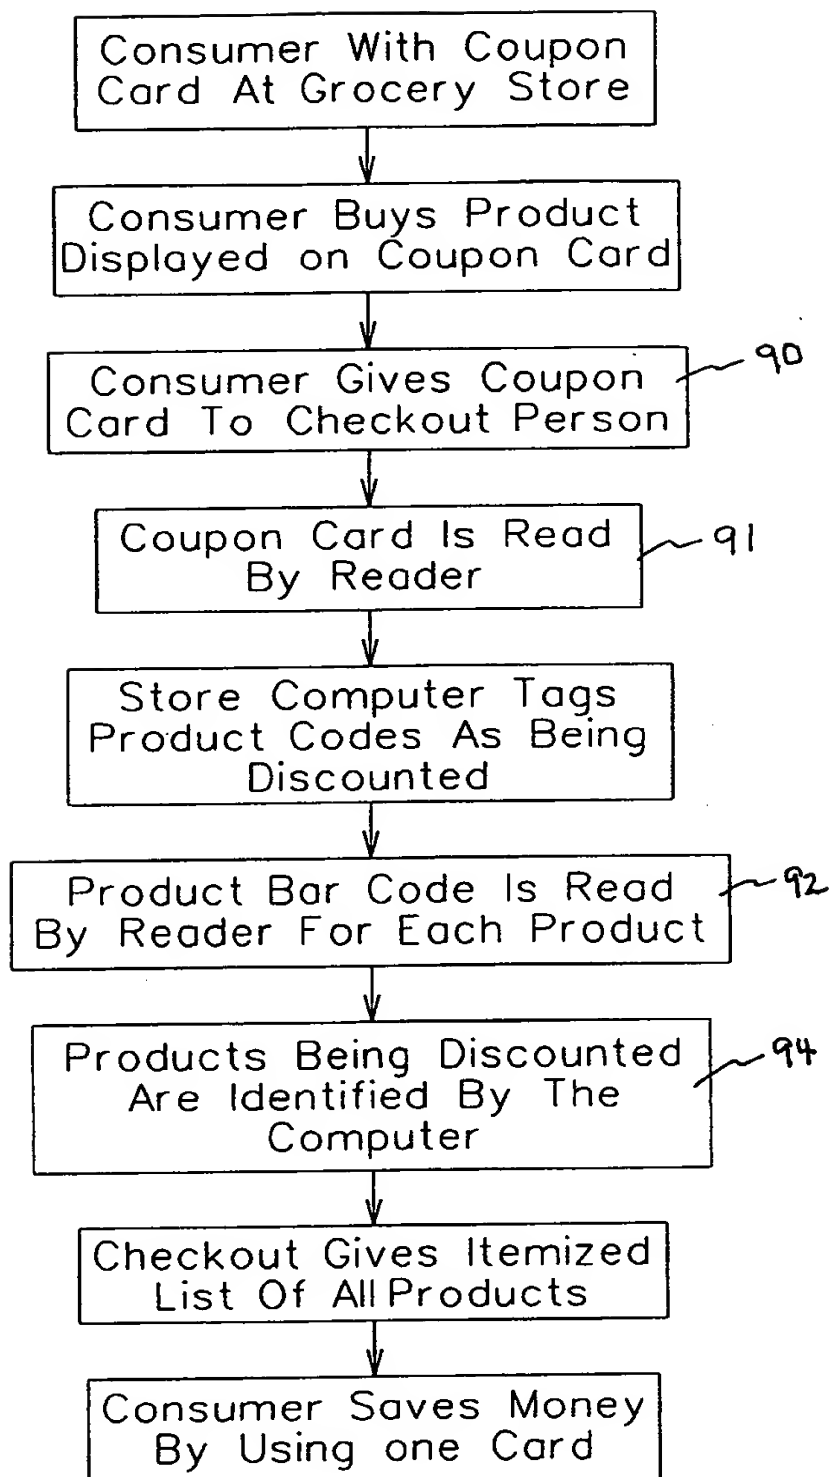 Consumer With Coupon
Card At Grocery Store
Consumer Buys Product
Displayed on Coupon Card
Consumer Gives Coupon
Card To Checkout Person
90
Coupon Card Is Read
By Reader
91
Store Computer Tags
Product Codes As Being
Discounted
Product Bar Code Is Read
By Reader For Each Product
92
Products Being Discounted
Are Identified By The
Computer
94
Checkout Gives Itemized
List Of All Products
Consumer Saves Money
By Using one Card